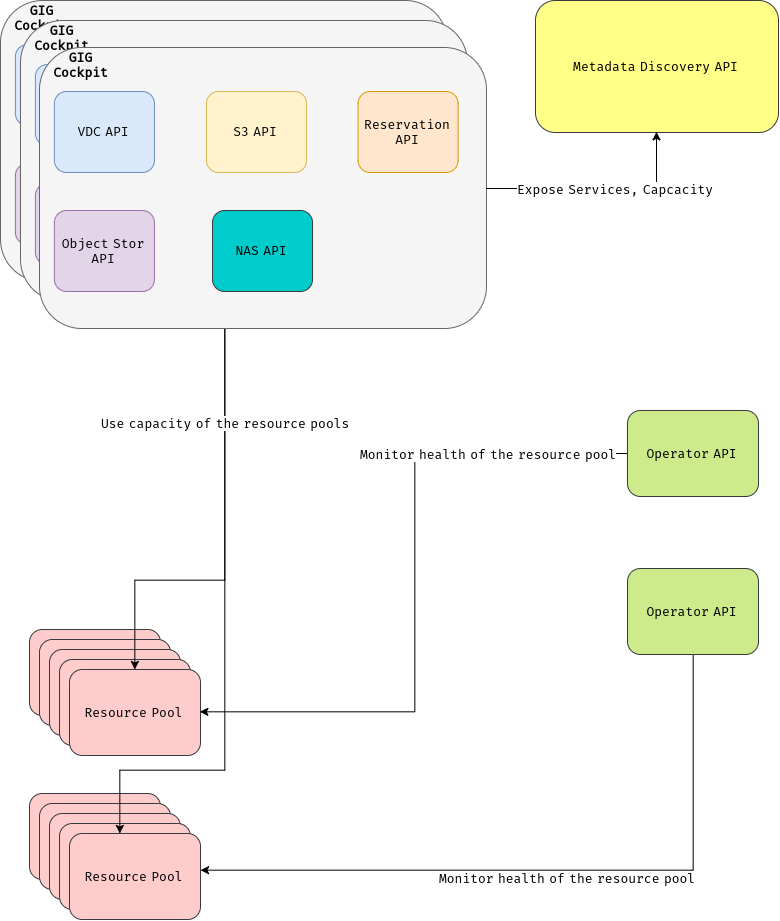 GIG
Cockpit
GIG
Cockpit
GIG
Cockpit
VDC API
S3 API
Reservation
API
Object Stor
API
NAS API
Metadata Discovery API
Expose Services, Capcacity
Use capacity of the resource pools
Monitor health of the resource pool
Operator API
Operator API
Resource Pool
Resource Pool
Monitor health of the resource pool